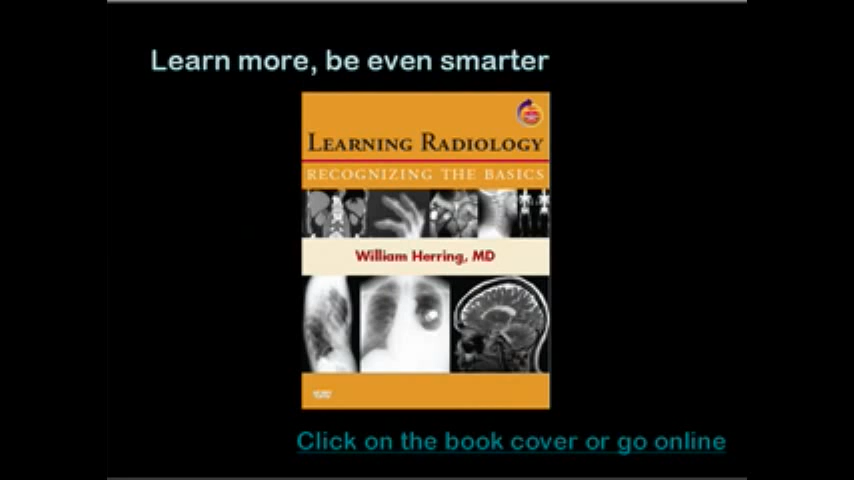 Learn more, be even smarter
LEARNING RADIOLOGY
RECOGNIZING THE BASICS
William Herring, MD
Click on the book cover or go online